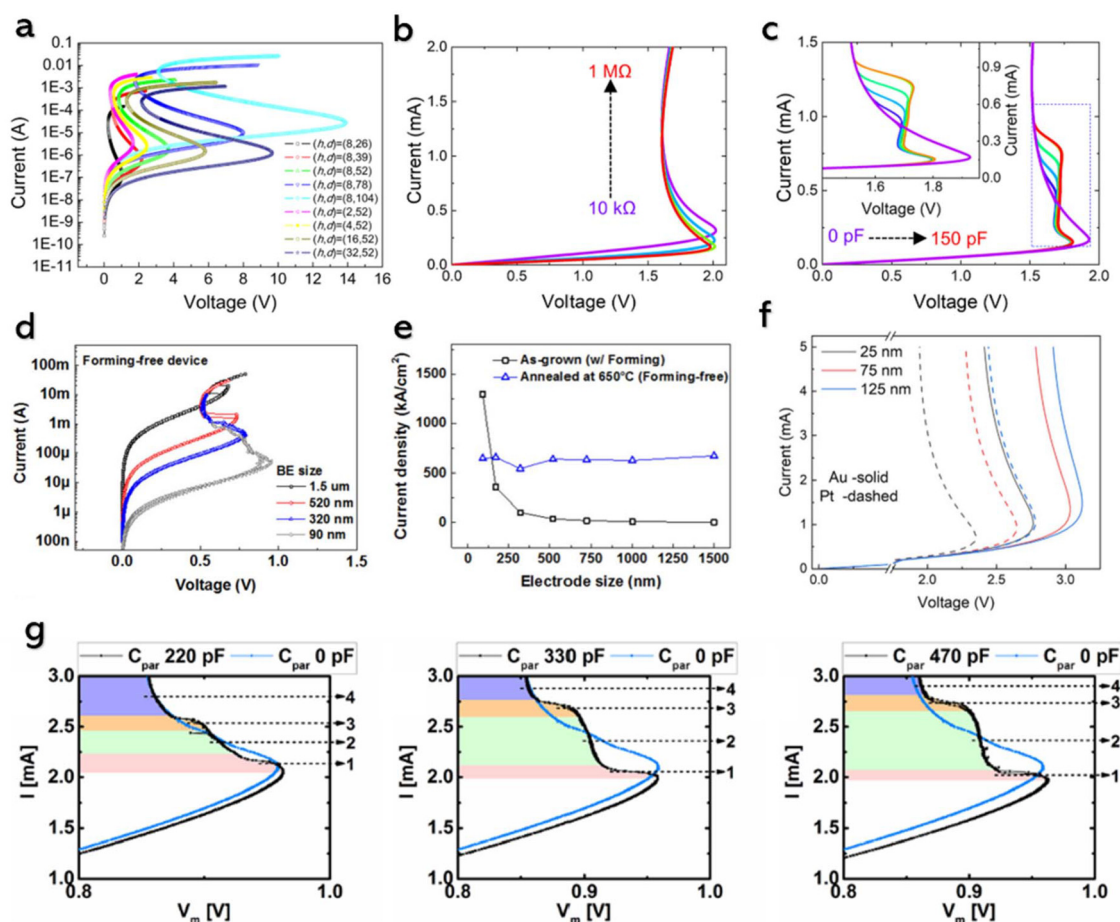 a
0.1
0.01
1E-3
1E-4
1E-5
1E-6
1E-7
1E-8
1E-9
1E-10
1E-11
Current (A)
(h,d)=(8,26)
(h,d)=(8,39)
(h,d)=(8,52)
(h,d)=(8,78)
(h,d)=(8,104)
(h,d)=(2,52)
(h,d)=(4,52)
(h,d)=(16,52)
(h,d)=(32,52)
0 2 4 6 8 10 12 14 16
Voltage (V)
b
2.0
1.5
1.0
0.5
0.0
Current (mA)
1 MΩ
10 kΩ
0.0 0.5 1.0 1.5 2.0
Voltage (V)
c
1.5
1.0
0.5
0.0
Current (mA)
0.9
0.6
0.3
0.0
Current (mA)
1.6 1.8
Voltage (V)
0 pF
150 pF
0.0 0.5 1.0 1.5 2.0
Voltage (V)
d
Forming-free device
100m
10m
1m
100μ
10μ
1μ
100n
Current (A)
BE size
1.5 um
520 nm
320 nm
90 nm
0.0 0.5 1.0 1.5
Voltage (V)
e
As-grown (w/ Forming)
Annealed at 650°C (Forming-free)
1500
1250
1000
750
500
250
0
Current density (kA/cm²)
0 250 500 750 1000 1250 1500
Electrode size (nm)
f
25 nm
75 nm
125 nm
5
4
3
2
1
0
Current (mA)
Au -solid
Pt -dashed
0.0 2.0 2.5 3.0
Voltage (V)
g
Cpar 220 pF Cpar 0 pF
3.0
2.5
2.0
1.5
1.0
I [mA]
4
3
2
1
0.8 0.9 1.0
Vm [V]
Cpar 330 pF Cpar 0 pF
3.0
2.5
2.0
1.5
1.0
I [mA]
4
3
2
1
0.8 0.9 1.0
Vm [V]
Cpar 470 pF Cpar 0 pF
3.0
2.5
2.0
1.5
1.0
I [mA]
4
3
2
1
0.8 0.9 1.0
Vm [V]